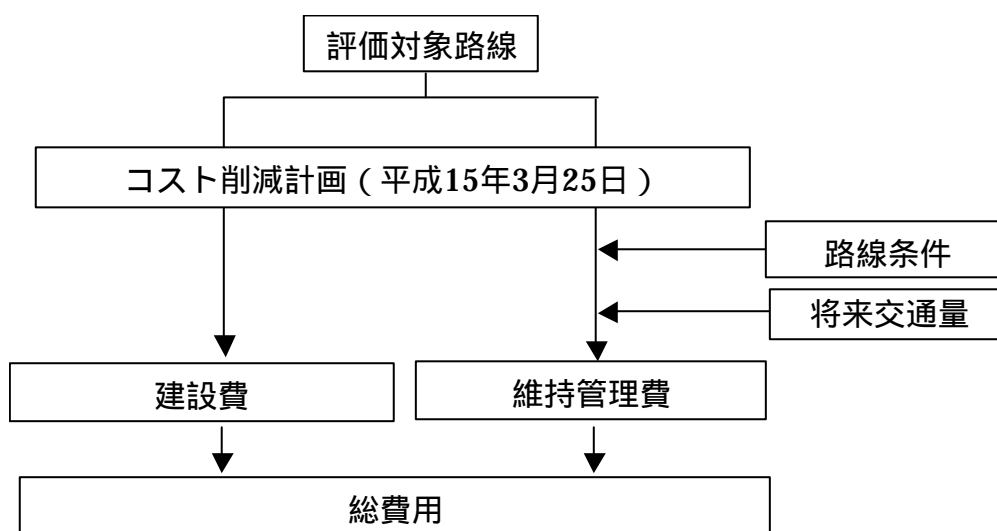 評価対象路線
コスト削減計画（平成15年3月25日）
路線条件
将来交通量
建設費
維持管理費
総費用